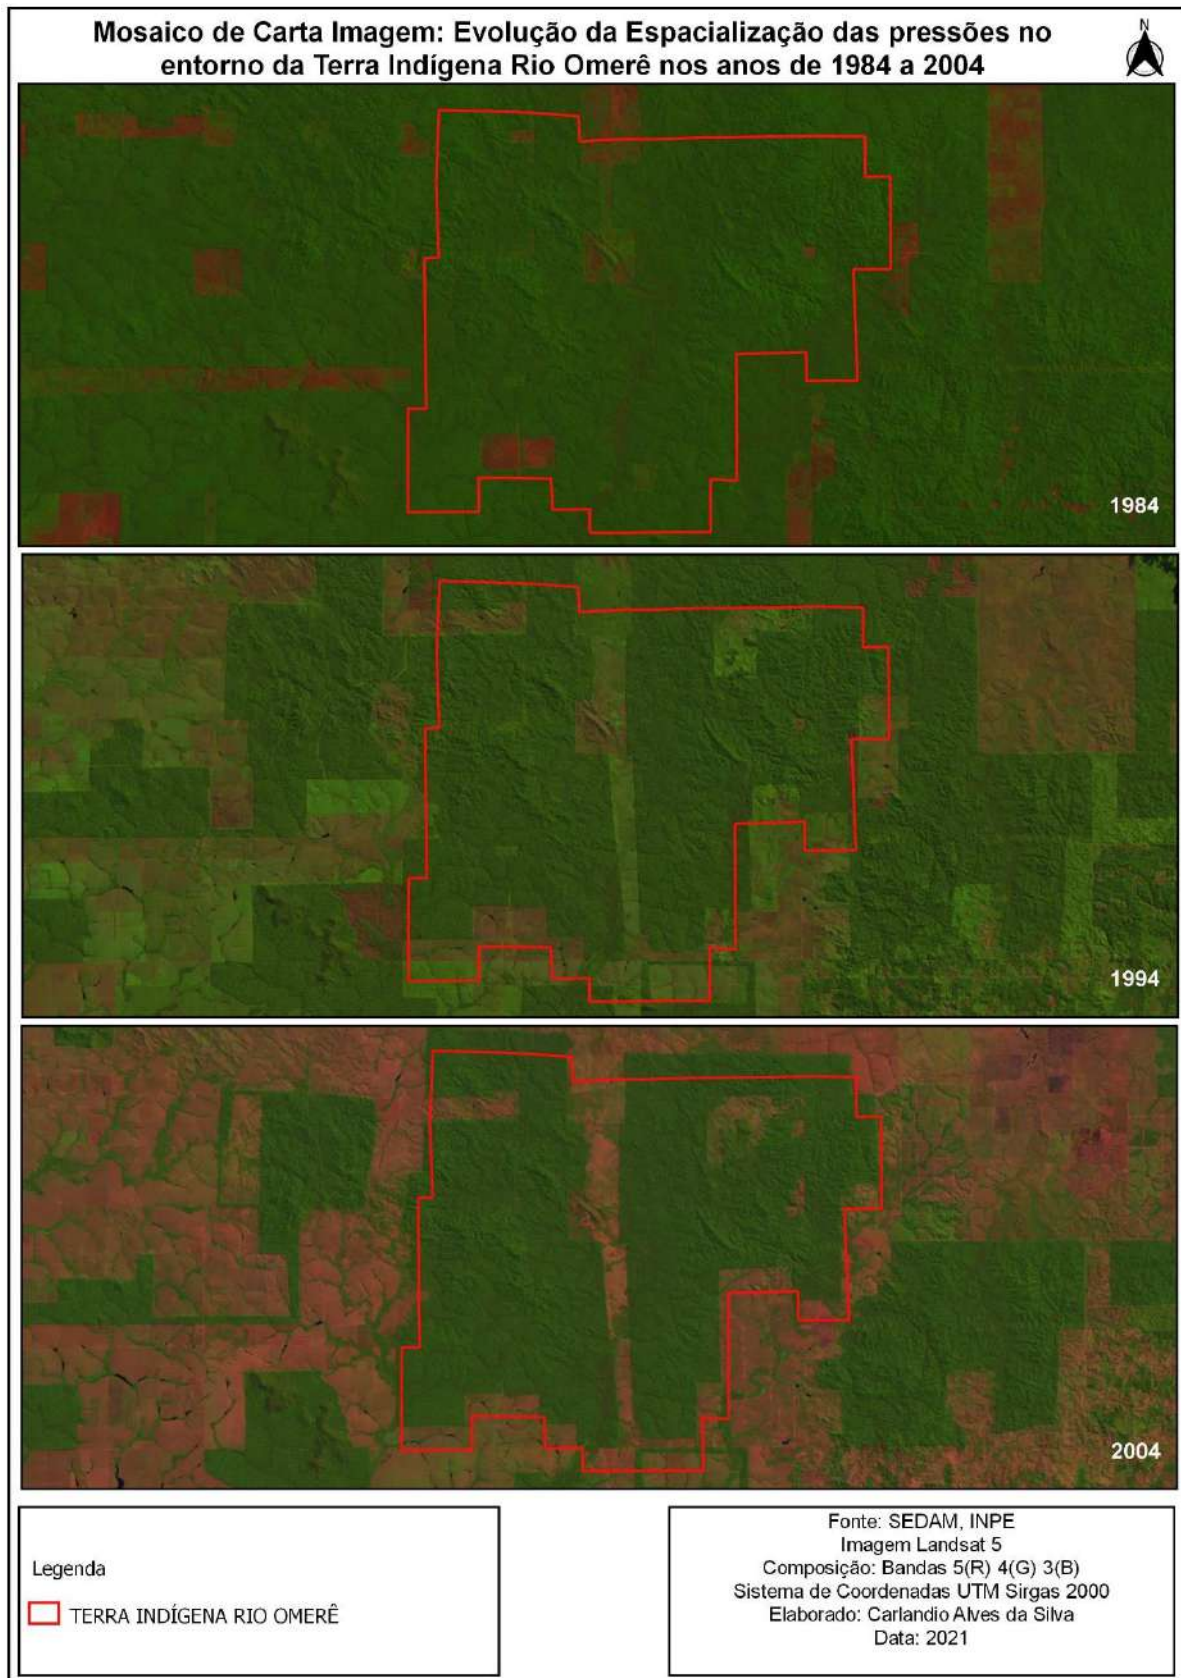 Mosaico de Carta Imagem: Evolução da Espacialização das pressões no
entorno da Terra Indígena Rio Omerê nos anos de 1984 a 2004
N
1984
1994
2004
Legenda
TERRA INDÍGENA RIO OMERÊ
Fonte: SEDAM, INPE
Imagem Landsat 5
Composição: Bandas 5(R) 4(G) 3(B)
Sistema de Coordenadas UTM Sirgas 2000
Elaborado: Carlandio Alves da Silva
Data: 2021